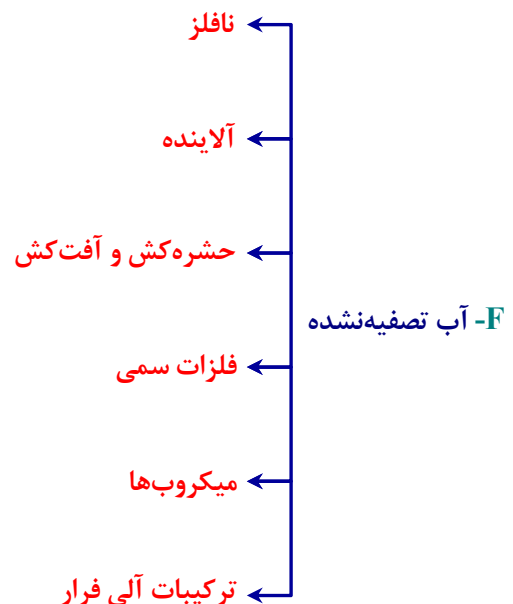 F- آب تصفیه‌نشده
نافلز
آلاینده
حشره‌کش و آفت‌کش
فلزات سمی
میکروب‌ها
ترکیبات آلی فرار